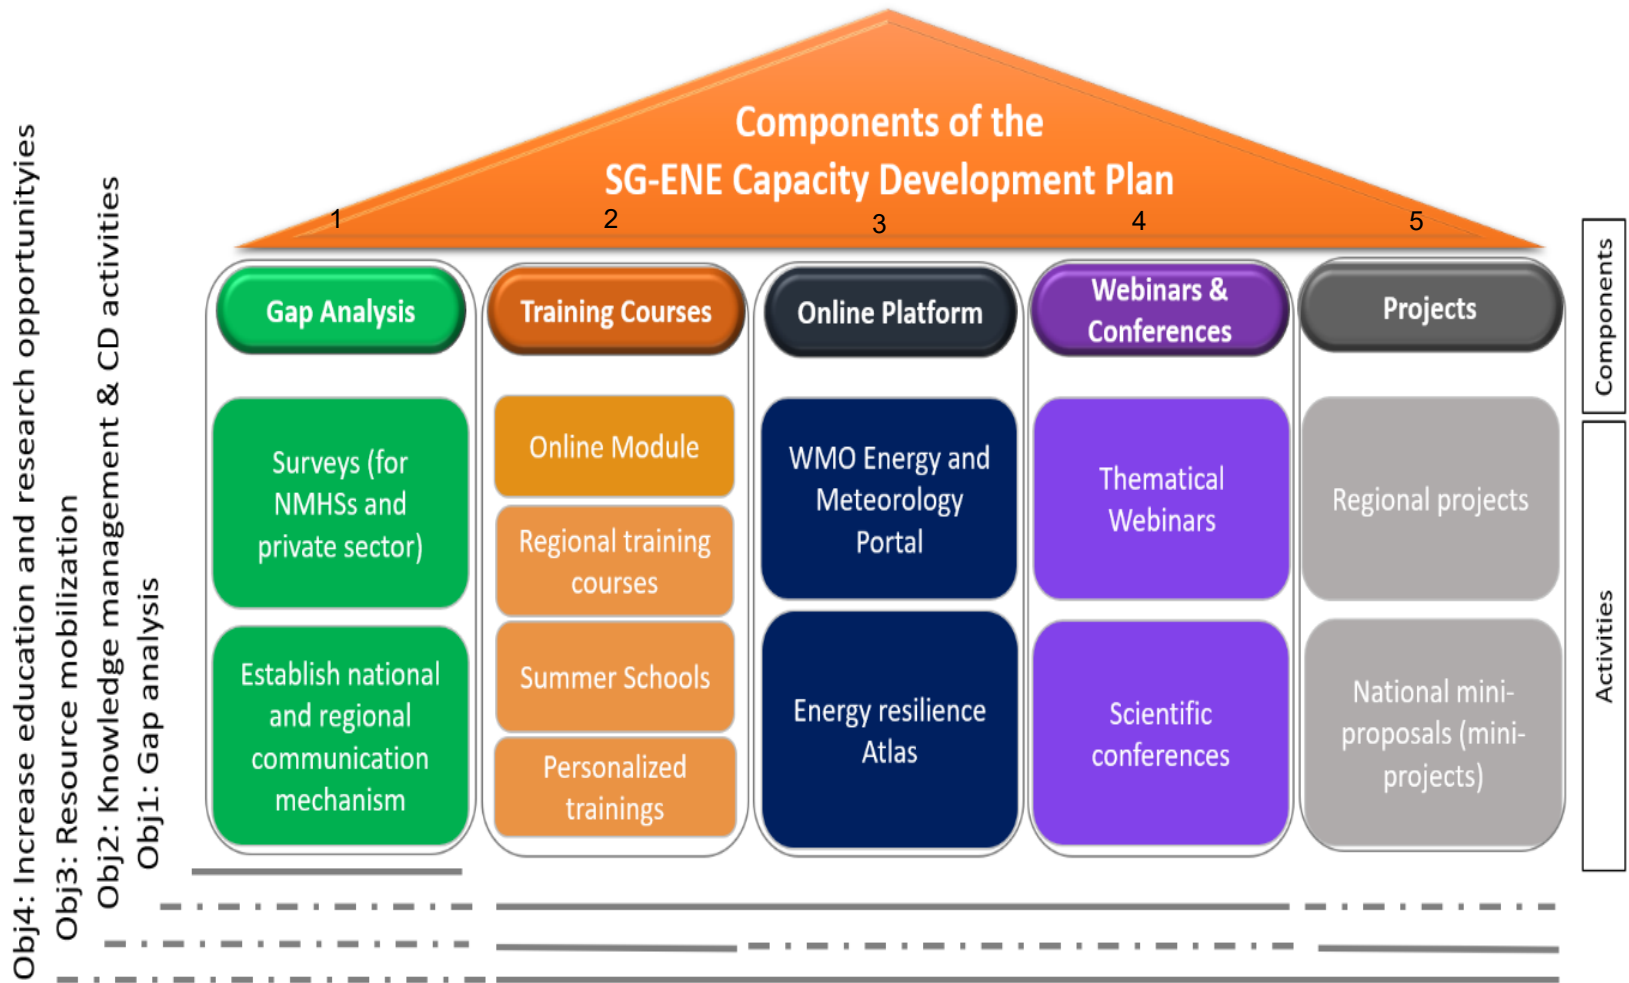 Components of the
SG-ENE Capacity Development Plan
1
2
3
4
5
Gap Analysis
Training Courses
Online Platform
Webinars &
Conferences
Projects
Components
Surveys (for
NMHSs and
private sector)
Establish national
and regional
communication
mechanism
Online Module
Regional training
courses
Summer Schools
Personalized
trainings
WMO Energy and
Meteorology
Portal
Energy resilience
Atlas
Thematical
Webinars
Scientific
conferences
Regional projects
National mini-
proposals (mini-
projects)
Activities
Obj4: Increase education and research opportunityies
Obj3: Resource mobilization
Obj2: Knowledge management & CD activities
Obj1: Gap analysis